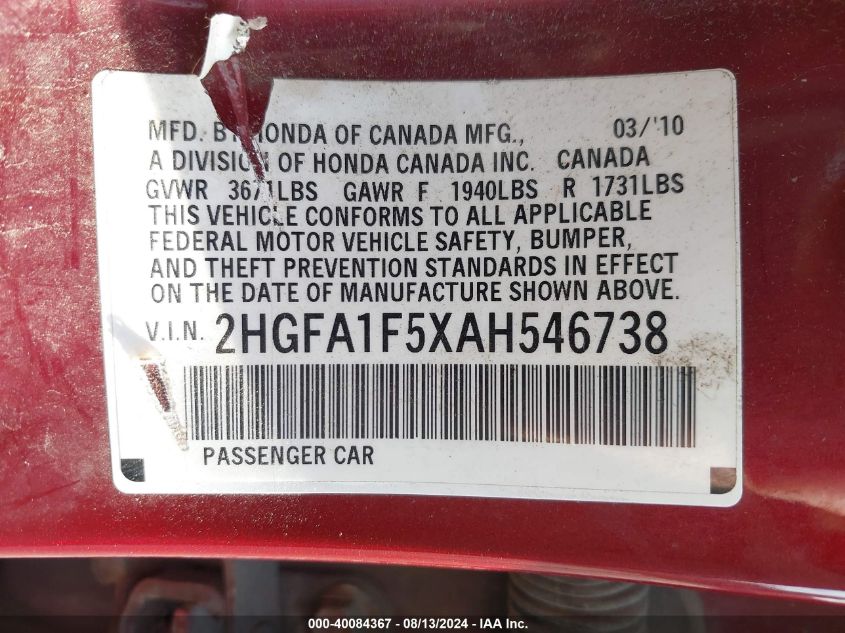 MFD. BY HONDA OF CANADA MFG., 03/'10
A DIVISION OF HONDA CANADA INC. CANADA
GVWR 3671LBS GAWR F 1940LBS R 1731LBS
THIS VEHICLE CONFORMS TO ALL APPLICABLE
FEDERAL MOTOR VEHICLE SAFETY, BUMPER,
AND THEFT PREVENTION STANDARDS IN EFFECT
ON THE DATE OF MANUFACTURE SHOWN ABOVE.
V.I.N. 2HGFA1F5XAH546738
PASSENGER CAR
000-40084367 - 08/13/2024 - IAA Inc.